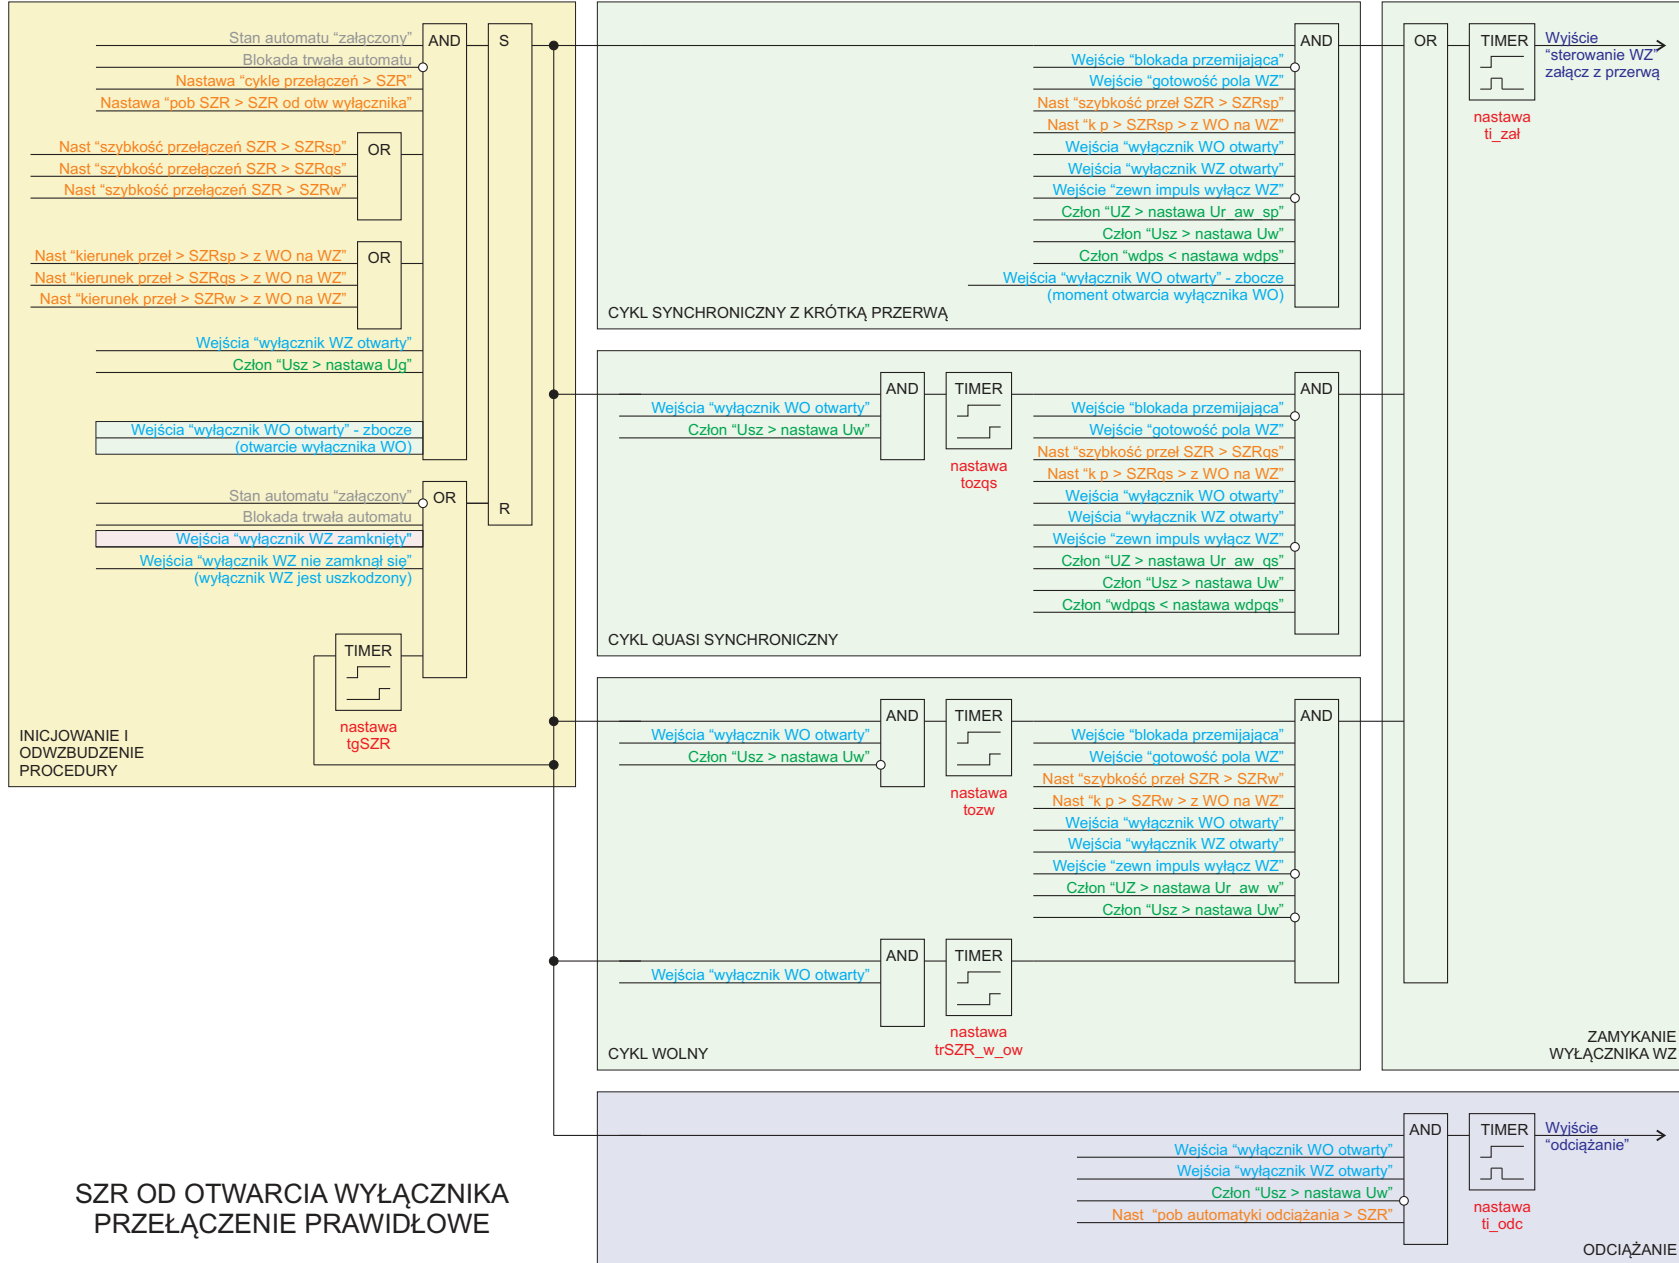 Stan automatu “załączony”
Blokada trwała automatu
Nastawa “cykle przełączeń > SZR”
Nastawa “pob SZR > SZR od otw wyłącznika”
AND
S
Nast “szybkość przełączeń SZR > SZRsp”
Nast “szybkość przełączeń SZR > SZRqs”
Nast “szybkość przełączeń SZR > SZRw”
OR
Nast “kierunek przeł > SZRsp > z WO na WZ”
Nast “kierunek przeł > SZRqs > z WO na WZ”
Nast “kierunek przeł > SZRw > z WO na WZ”
OR
Wejścia “wyłącznik WZ otwarty”
Człon “Usz > nastawa Ug”
Wejścia “wyłącznik WO otwarty” - zbocze
(otwarcie wyłącznika WO)
Stan automatu “załączony”
Blokada trwała automatu
Wejścia “wyłącznik WZ zamknięty”
Wejścia “wyłącznik WZ nie zamknął się”
(wyłącznik WZ jest uszkodzony)
OR
R
TIMER
nastawa
tgSZR
INICJOWANIE I
ODWZBUDZENIE
PROCEDURY
AND
Wejście “blokada przemijająca”
Wejście “gotowość pola WZ”
Nast “szybkość przeł SZR > SZRsp”
Nast “k p > SZRsp > z WO na WZ”
Wejścia “wyłącznik WO otwarty”
Wejścia “wyłącznik WZ otwarty”
Wejście “zewn impuls wyłącz WZ”
Człon “UZ > nastawa Ur_aw_sp”
Człon “Usz > nastawa Uw”
Człon “wdps < nastawa wdps”
Wejścia “wyłącznik WO otwarty” - zbocze
(moment otwarcia wyłącznika WO)
CYKL SYNCHRONICZNY Z KRÓTKĄ PRZERWĄ
Wejścia “wyłącznik WO otwarty”
Człon “Usz > nastawa Uw”
AND
TIMER
nastawa
tozqs
AND
Wejście “blokada przemijająca”
Wejście “gotowość pola WZ”
Nast “szybkość przeł SZR > SZRqs”
Nast “k p > SZRqs > z WO na WZ”
Wejścia “wyłącznik WO otwarty”
Wejścia “wyłącznik WZ otwarty”
Wejście “zewn impuls wyłącz WZ”
Człon “UZ > nastawa Ur_aw_qs”
Człon “Usz > nastawa Uw”
Człon “wdpqs < nastawa wdpqs”
CYKL QUASI SYNCHRONICZNY
Wejścia “wyłącznik WO otwarty”
Człon “Usz > nastawa Uw”
AND
TIMER
nastawa
tozw
AND
Wejście “blokada przemijająca”
Wejście “gotowość pola WZ”
Nast “szybkość przeł SZR > SZRw”
Nast “k p > SZRw > z WO na WZ”
Wejścia “wyłącznik WO otwarty”
Wejścia “wyłącznik WZ otwarty”
Wejście “zewn impuls wyłącz WZ”
Człon “UZ > nastawa Ur_aw_w”
Człon “Usz > nastawa Uw”
Wejścia “wyłącznik WO otwarty”
AND
TIMER
nastawa
trSZR_w_ow
CYKL WOLNY
OR
TIMER
nastawa
ti_zał
Wyjście
“sterowanie WZ”
załącz z przerwą
ZAMYKANIE
WYŁĄCZNIKA WZ
Wejścia “wyłącznik WO otwarty”
Wejścia “wyłącznik WZ otwarty”
Człon “Usz > nastawa Uw”
Nast “pob automatyki odciążania > SZR”
AND
TIMER
nastawa
ti_odc
Wyjście
“odciążanie”
ODCIĄŻANIE
SZR OD OTWARCIA WYŁĄCZNIKA
PRZEŁĄCZENIE PRAWIDŁOWE